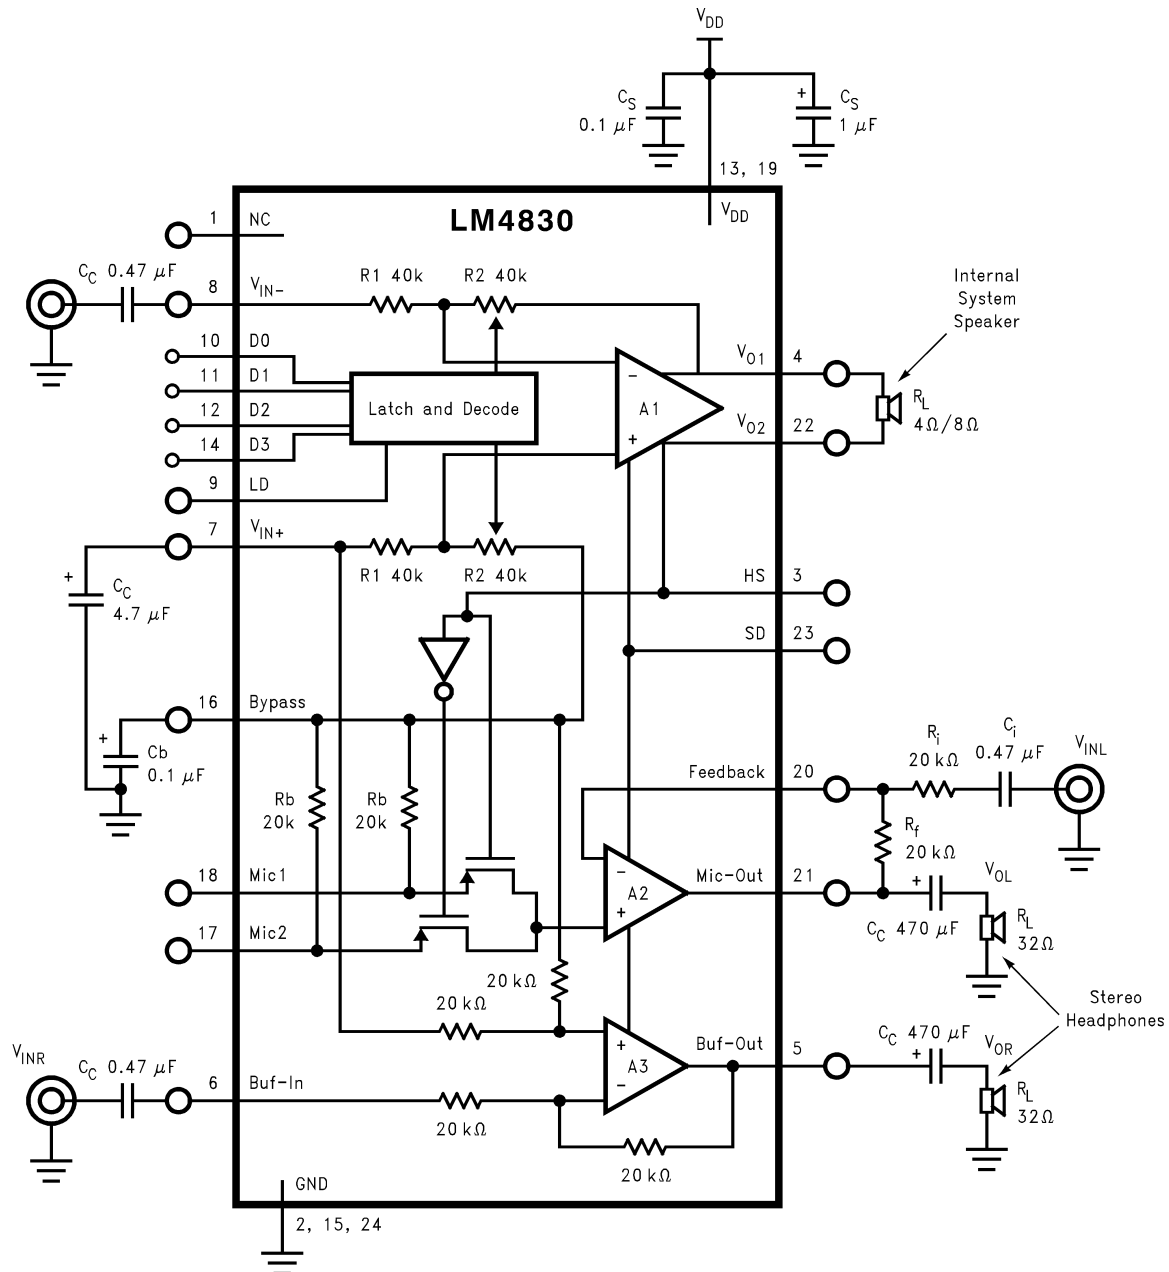 VDD
CS
0.1 µF
+
CS
1 µF
13, 19
VDD
LM4830
1
NC
CC 0.47 µF
8
VIN-
R1 40k
R2 40k
Internal
System
Speaker
10
D0
11
D1
12
D2
14
D3
9
LD
Latch and Decode
−
A1
+
VO1
4
VO2
22
RL
4Ω/8Ω
7
VIN+
R1 40k
R2 40k
+
CC
4.7 µF
HS
3
SD
23
16
Bypass
+
Cb
0.1 µF
Rb
20k
Rb
20k
Feedback
20
Ri
20 kΩ
Ci
0.47 µF
VINL
Rf
20 kΩ
18
Mic1
17
Mic2
−
A2
+
Mic-Out
21
+
CC 470 µF
VOL
RL
32Ω
20 kΩ
20 kΩ
Stereo
Headphones
VINR
CC 0.47 µF
6
Buf-In
20 kΩ
+
A3
−
Buf-Out
5
CC 470 µF
+
VOR
RL
32Ω
20 kΩ
GND
2, 15, 24